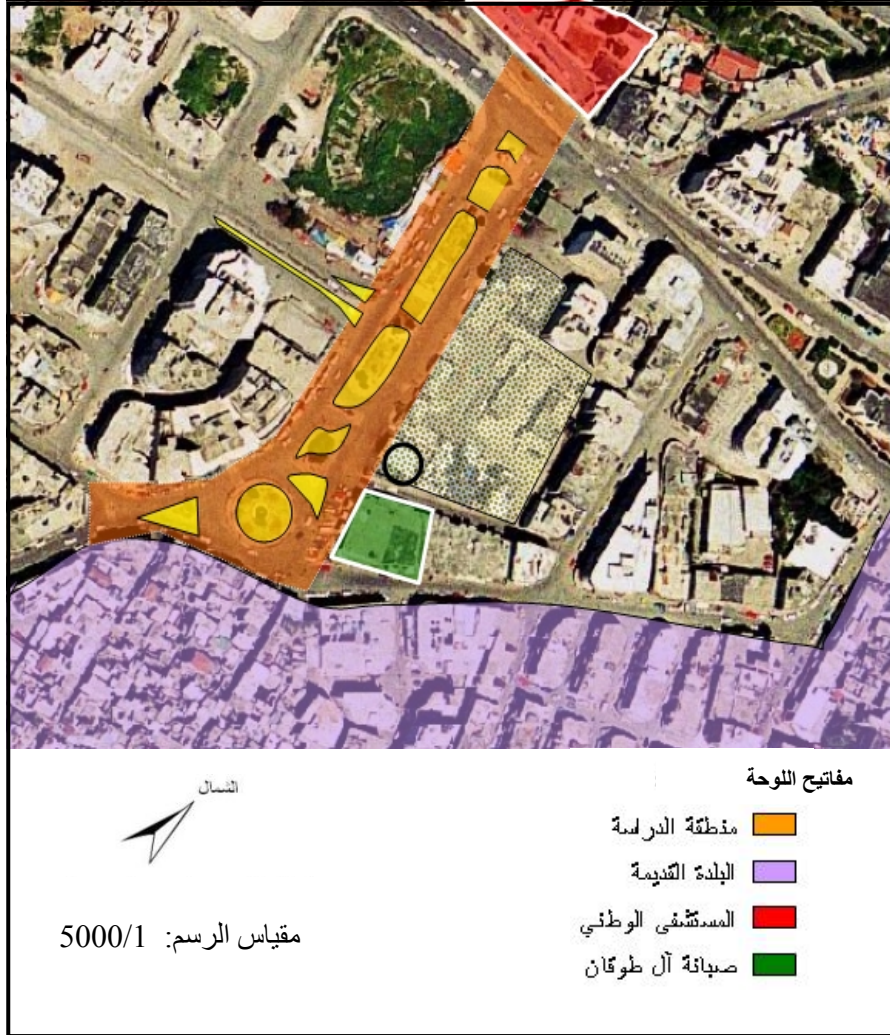 الشمال
مفاتيح اللوحة
منطقة الدراسة
البلدة القديمة
المستشفى الوطني
صبانة آل طوقان
مقياس الرسم: 5000/1